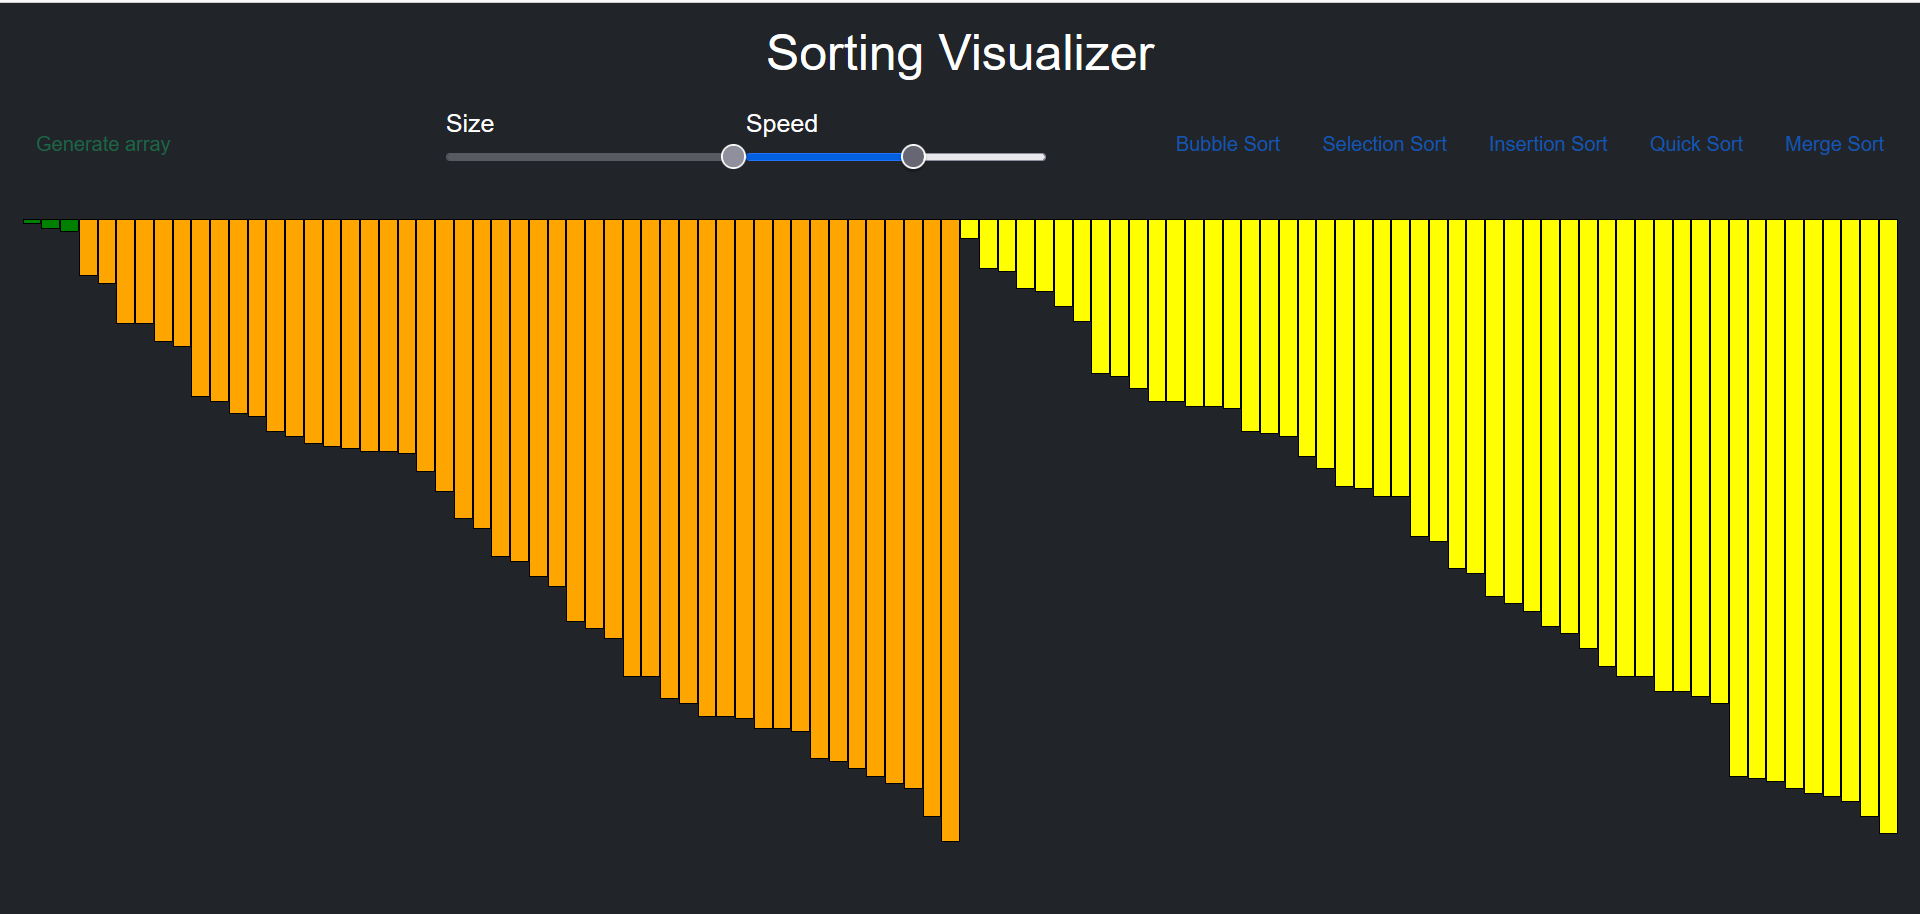 Sorting Visualizer
Size Speed
Generate array Bubble Sort Selection Sort Insertion Sort Quick Sort Merge Sort